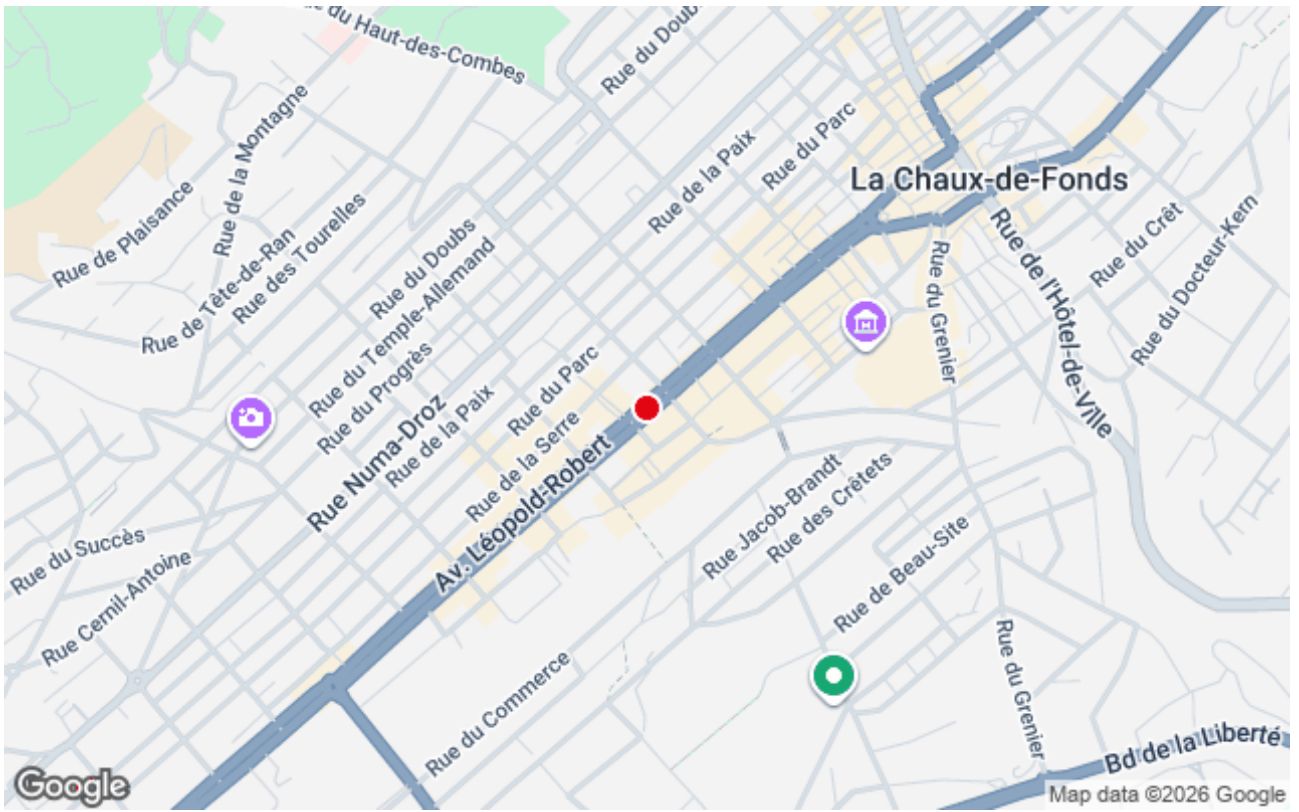 Rue du Haut-des-Combes
Rue du Doubs
Rue de la Montagne
Rue de la Paix
Rue du Parc
La Chaux-de-Fonds
Rue de Plaisance
Rue de Tête-de-Ran
Rue des Tourelles
Rue du Doubs
Rue du Temple-Allemand
Rue du Progrès
Rue Numa-Droz
Rue de la Paix
Rue du Parc
Rue de la Serre
Av. Léopold-Robert
Rue du Grenier
Rue de l'Hôtel-de-Ville
Rue du Crêt
Rue du Docteur-Kern
Rue du Succès
Rue Cernil-Antoine
Rue Jacob-Brandt
Rue des Crêtets
Rue de Beau-Site
Rue du Commerce
Rue du Grenier
Bd de la Liberté
Google
Map data ©2026 Google